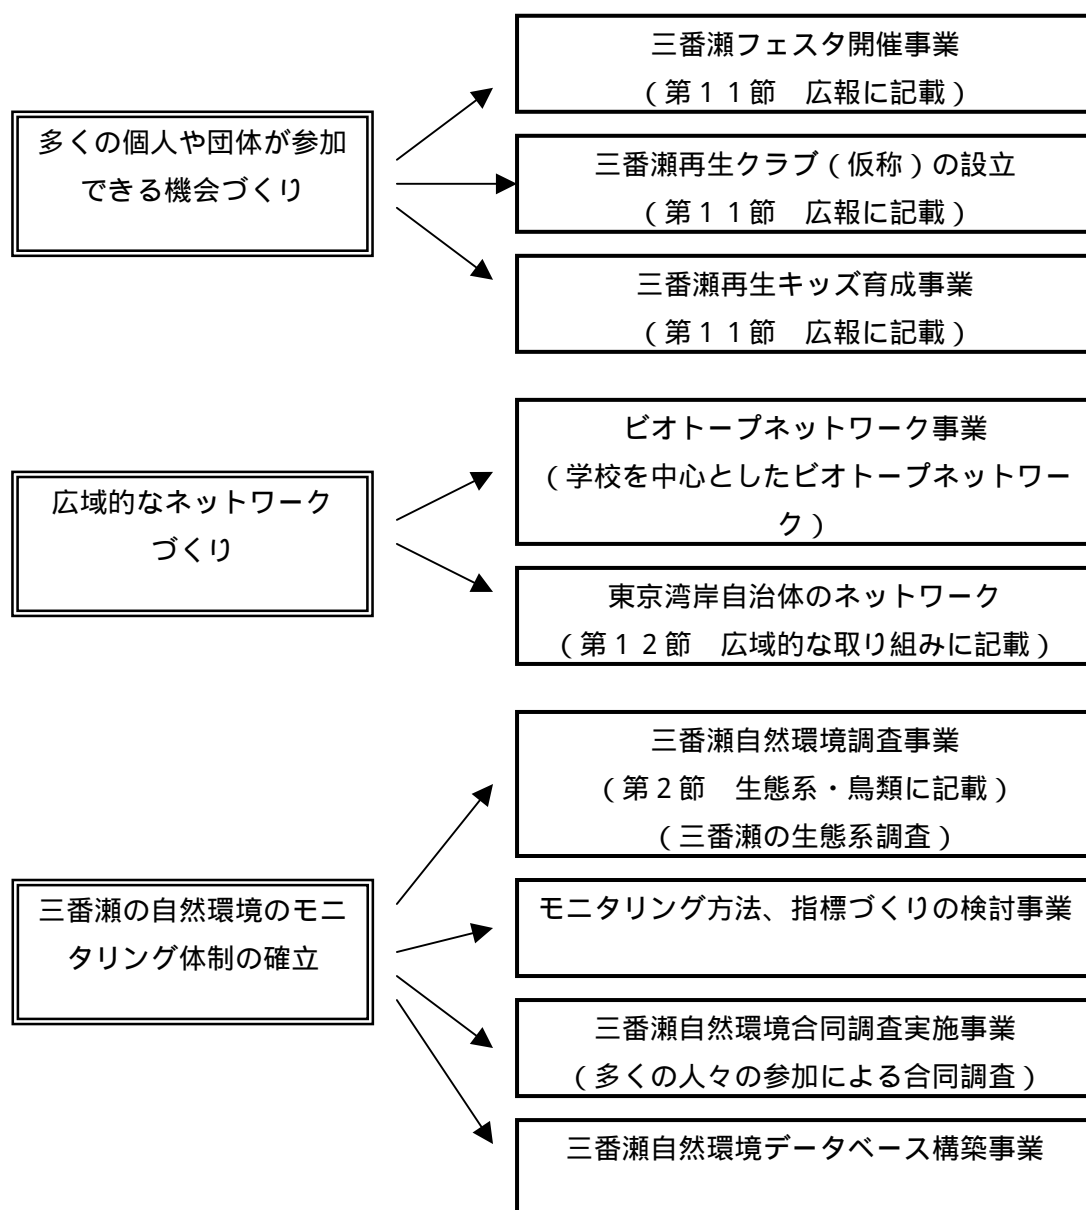 多くの個人や団体が参加
できる機会づくり
三番瀬フェスタ開催事業
（第１１節　広報に記載）
三番瀬再生クラブ（仮称）の設立
（第１１節　広報に記載）
三番瀬再生キッズ育成事業
（第１１節　広報に記載）
広域的なネットワーク
づくり
ビオトープネットワーク事業
（学校を中心としたビオトープネットワー
ク）
東京湾岸自治体のネットワーク
（第１２節　広域的な取り組みに記載）
三番瀬の自然環境のモニ
タリング体制の確立
三番瀬自然環境調査事業
（第２節　生態系・鳥類に記載）
（三番瀬の生態系調査）
モニタリング方法、指標づくりの検討事業
三番瀬自然環境合同調査実施事業
（多くの人々の参加による合同調査）
三番瀬自然環境データベース構築事業